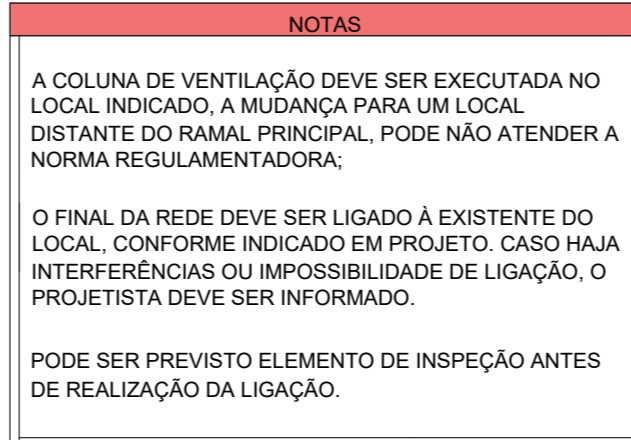 NOTAS
A COLUNA DE VENTILAÇÃO DEVE SER EXECUTADA NO
LOCAL INDICADO, A MUDANÇA PARA UM LOCAL
DISTANTE DO RAMAL PRINCIPAL, PODE NÃO ATENDER A
NORMA REGULAMENTADORA;
O FINAL DA REDE DEVE SER LIGADO À EXISTENTE DO
LOCAL, CONFORME INDICADO EM PROJETO. CASO HAJA
INTERFERÊNCIAS OU IMPOSSIBILIDADE DE LIGAÇÃO, O
PROJETISTA DEVE SER INFORMADO.
PODE SER PREVISTO ELEMENTO DE INSPEÇÃO ANTES
DE REALIZAÇÃO DA LIGAÇÃO.